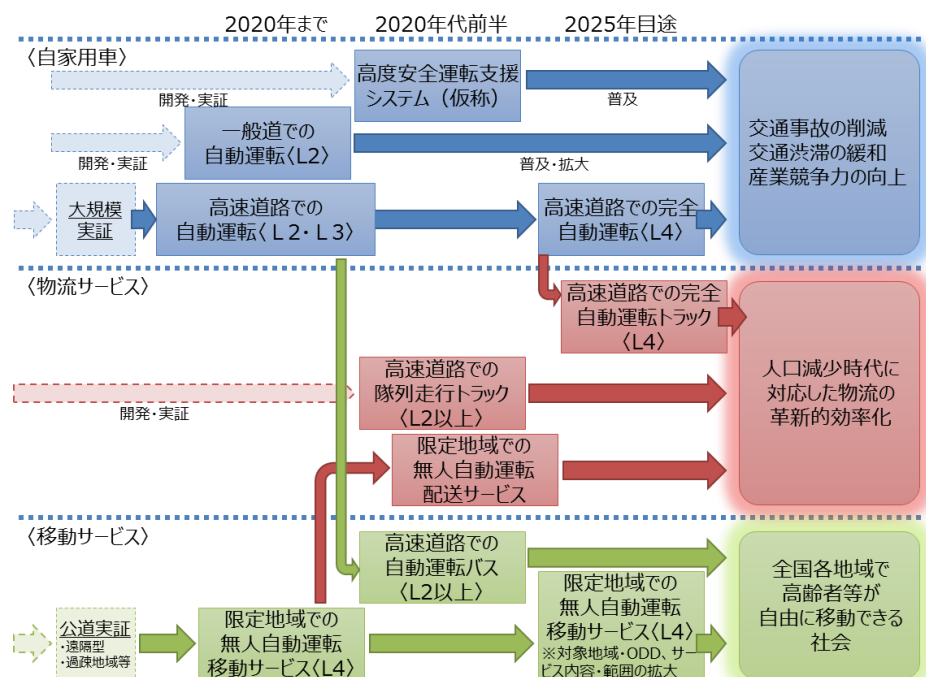 2020年まで
2020年代前半
2025年目途
〈自家用車〉
開発・実証
高度安全運転支援
システム（仮称）
普及
開発・実証
一般道での
自動運転〈L2〉
普及・拡大
大規模
実証
高速道路での
自動運転〈Ｌ２・Ｌ３〉
高速道路での完全
自動運転〈L4〉
交通事故の削減
交通渋滞の緩和
産業競争力の向上
〈物流サービス〉
高速道路での完全
自動運転トラック
〈L4〉
開発・実証
高速道路での
隊列走行トラック
〈L2以上〉
限定地域での
無人自動運転
配送サービス
人口減少時代に
対応した物流の
革新的効率化
〈移動サービス〉
高速道路での
自動運転バス
〈L2以上〉
公道実証
・遠隔型
・過疎地域等
限定地域での
無人自動運転
移動サービス〈L4〉
限定地域での
無人自動運転
移動サービス〈L4〉
※対象地域・ODD、サー
ビス内容・範囲の拡大
全国各地域で
高齢者等が
自由に移動できる
社会